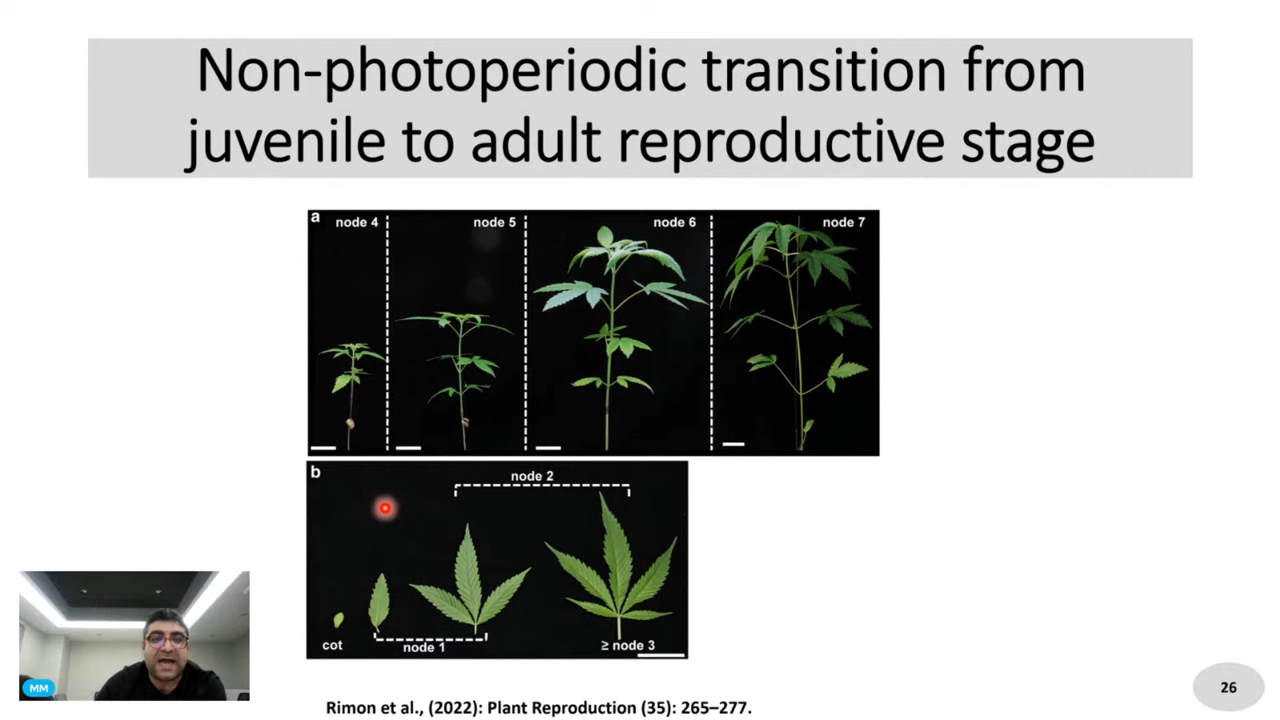 Non-photoperiodic transition from
juvenile to adult reproductive stage
a
node 4
node 5
node 6
node 7
b
node 2
cot
node 1
≥ node 3
MM
Rimon et al., (2022): Plant Reproduction (35): 265–277.
26